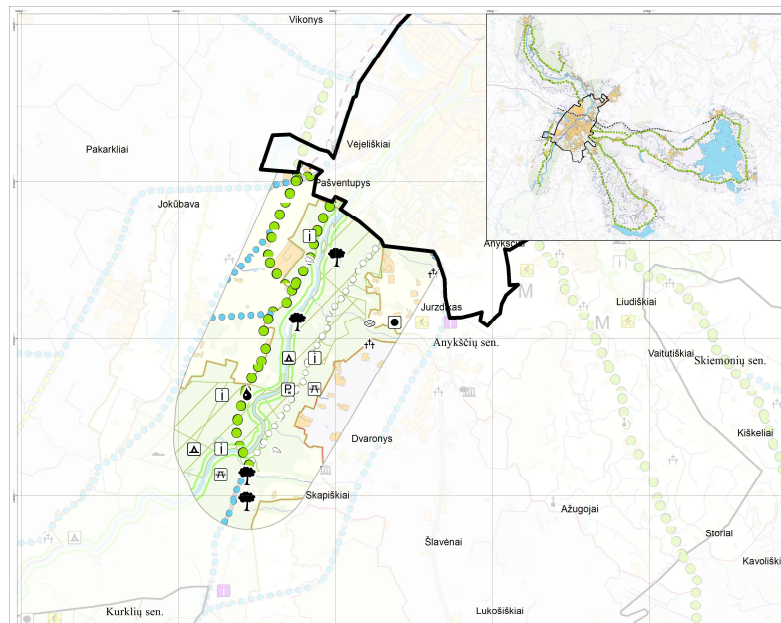 Vikonys
Pakarkliai
Vėjeliškiai
Pašventupys
Jokūbava
i
Jurzdikas
Anykščių sen.
M
M
i
Liudiškiai
Vaitutiškiai
Skiemonių sen.
i
i
P
i
Dvaronys
Kiškeliai
Skapiškiai
Ažugojai
Šlavėnai
Storiai
Kavoliški
i
Kurklių sen.
Lukošiškiai